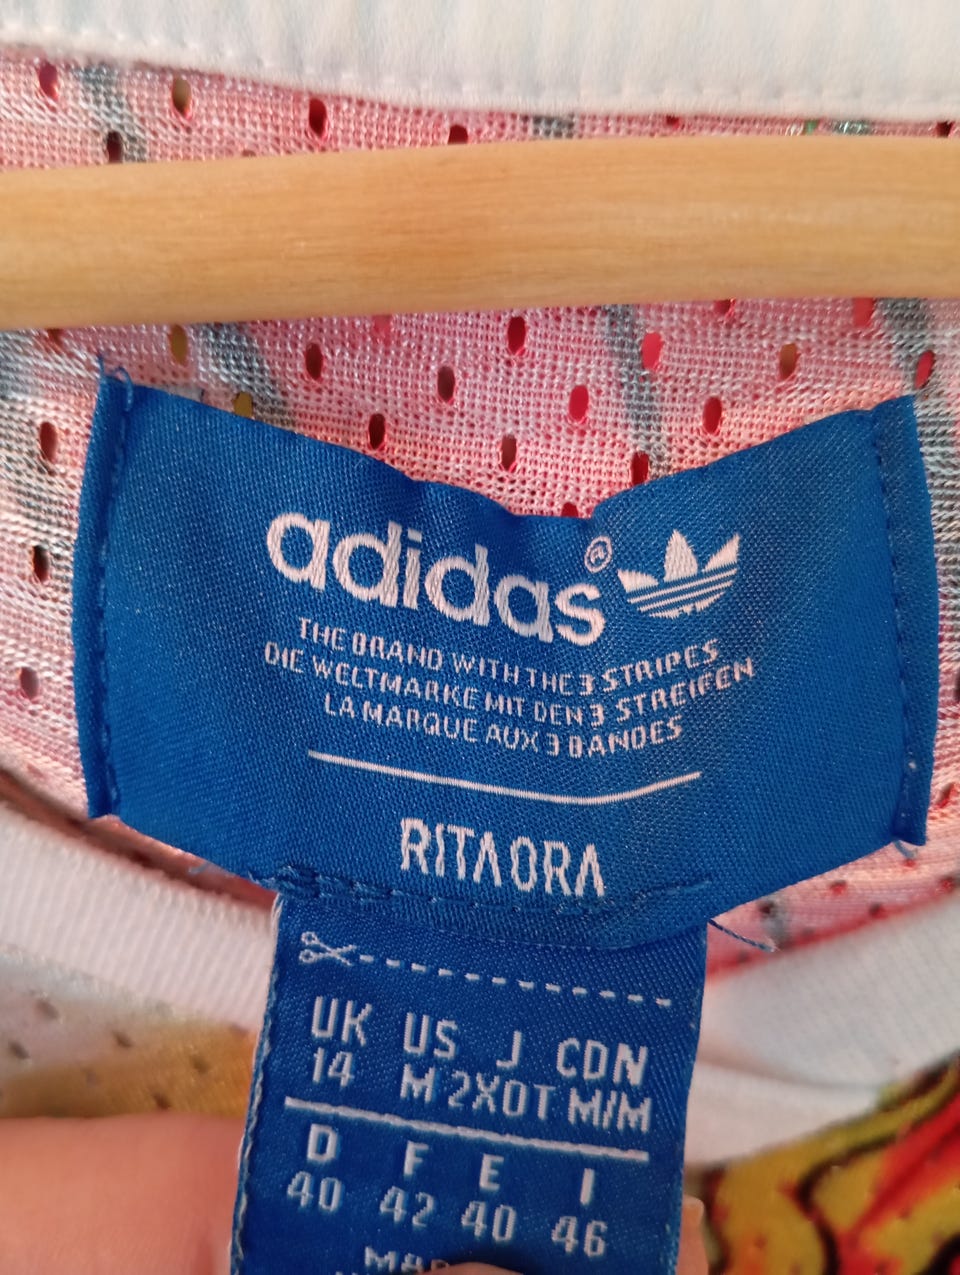 adidas®
THE BRAND WITH THE 3 STRIPES
DIE WELTMARKE MIT DEN 3 STREIFEN
LA MARQUE AUX 3 BANDES
RITA ORA
UK US J CDN
14 M 2XOT M/M
D F E I
40 42 40 46